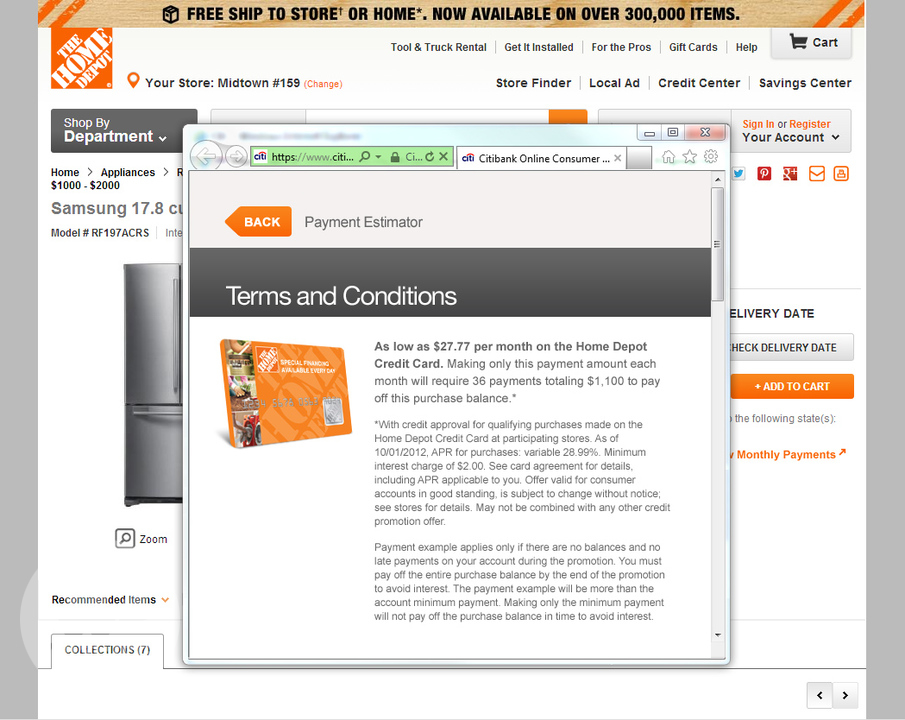 FREE SHIP TO STORE† OR HOME*. NOW AVAILABLE ON OVER 300,000 ITEMS.
THE HOME DEPOT
Tool & Truck Rental
Get It Installed
For the Pros
Gift Cards
Help
Cart
Your Store: Midtown #159 (Change)
Store Finder
Local Ad
Credit Center
Savings Center
Shop By
Department
Sign In or Register
Your Account
citi https://www.citi... Ci...
citi Citibank Online Consumer ...
Home > Appliances > R
$1000 - $2000
Samsung 17.8 cu
Model # RF197ACRS
Inte
BACK
Payment Estimator
Terms and Conditions
THE HOME DEPOT
SPECIAL FINANCING
AVAILABLE EVERY DAY
As low as $27.77 per month on the Home Depot
Credit Card. Making only this payment amount each
month will require 36 payments totaling $1,100 to pay
off this purchase balance.*
*With credit approval for qualifying purchases made on the
Home Depot Credit Card at participating stores. As of
10/01/2012, APR for purchases: variable 28.99%. Minimum
interest charge of $2.00. See card agreement for details,
including APR applicable to you. Offer valid for consumer
accounts in good standing, is subject to change without notice;
see stores for details. May not be combined with any other credit
promotion offer.
Payment example applies only if there are no balances and no
late payments on your account during the promotion. You must
pay off the entire purchase balance by the end of the promotion
to avoid interest. The payment example will be more than the
account minimum payment. Making only the minimum payment
will not pay off the purchase balance in time to avoid interest.
ELIVERY DATE
HECK DELIVERY DATE
+ ADD TO CART
the following state(s):
Monthly Payments
Zoom
Recommended Items
COLLECTIONS (7)